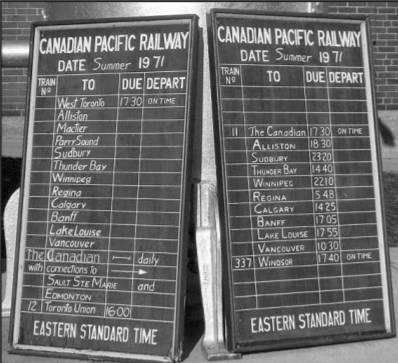 CANADIAN PACIFIC RAILWAY
DATE Summer 1971
TRAIN Nº TO DUE DEPART
West Toronto 17:30 ON TIME
Alliston
Mactier
Parry Sound
Sudbury
Thunder Bay
Winnipeg
Regina
Calgary
Banff
Lake Louise
Vancouver
The Canadian daily
with connections to
SAULT STE MARIE and
EDMONTON
12 Toronto Union 16:00
EASTERN STANDARD TIME
CANADIAN PACIFIC RAILWAY
DATE Summer 1971
TRAIN Nº TO DUE DEPART
11 The Canadian 17:30 ON TIME
ALLISTON 18:30
SUDBURY 23:20
THUNDER BAY 14:40
WINNIPEG 22:10
REGINA 5:48
CALGARY 14:25
BANFF 17:05
LAKE LOUISE 17:55
VANCOUVER 10:30
337 WINDSOR 17:40 ON TIME
EASTERN STANDARD TIME